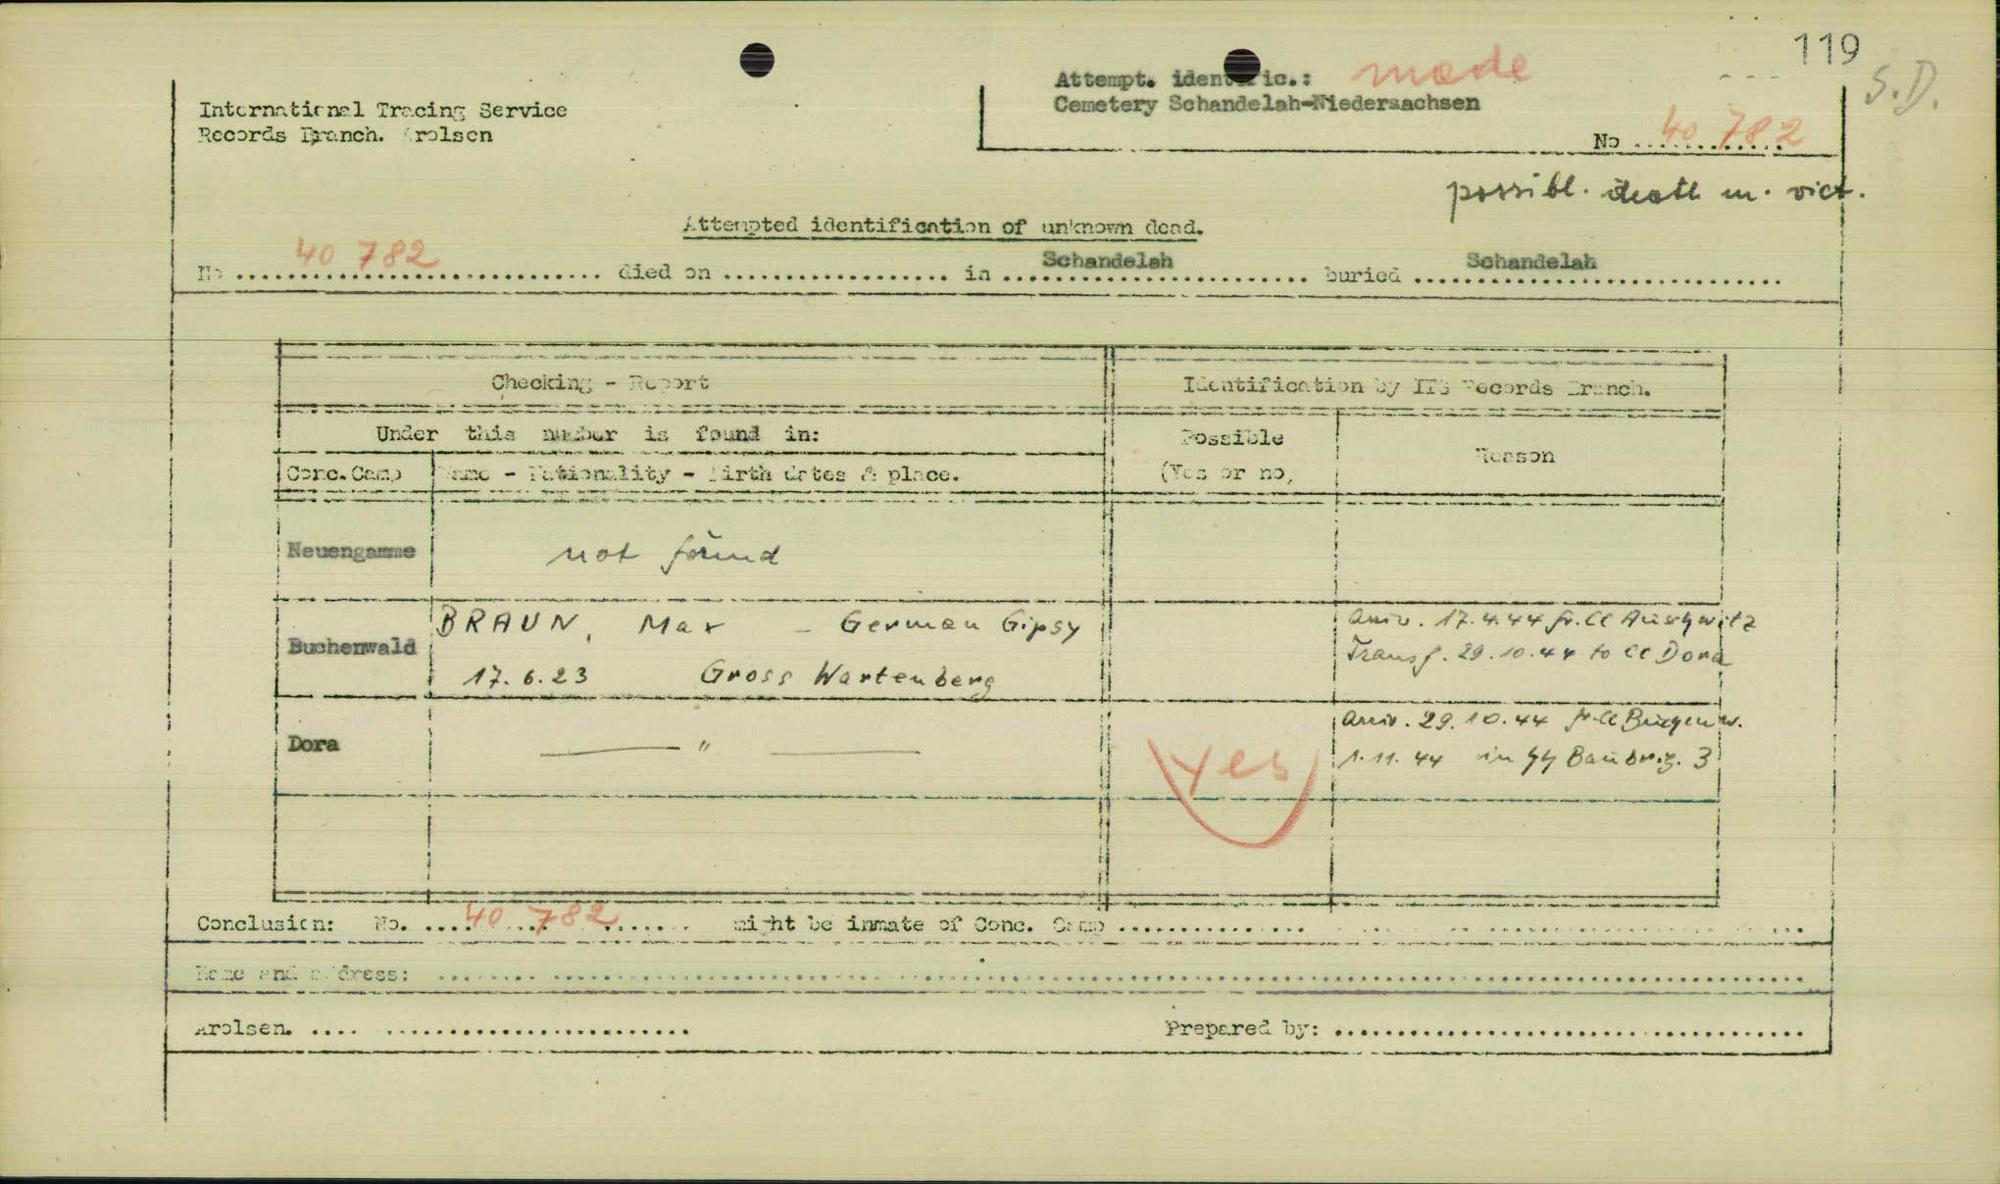 119
S.D.
Attempt. identific.: made
International Tracing Service
Cemetery Schandelah-Niedersachsen
Records Branch. Arolsen
No ............ 40 782
possibl. death m. vict.
Attempted identification of unknown dead.
No 40 782 died on .................. in Schandelah buried Schandelah
Checking - Report
Identification by ITS Records Branch.
Under this number is found in:
Possible
(Yes or no,
Reason
Conc.Camp
Name - Nationality - Birth dates & place.
Neuengamme
not found
Buchenwald
BRAUN, Max - German Gipsy
17.6.23 Gross Wartenberg
arriv. 17.4.44 fr. CC Auschwitz
Transf. 29.10.44 to CC Dora
Dora
— " —
yes
arriv. 29.10.44 fr. CC Buchenw.
1.11.44 in SS Baubrig. 3
Conclusion: No. 40 782 might be inmate of Conc. Camp ...............
Name and address: ...............
Arolsen. .... ........................
Prepared by: ....................................